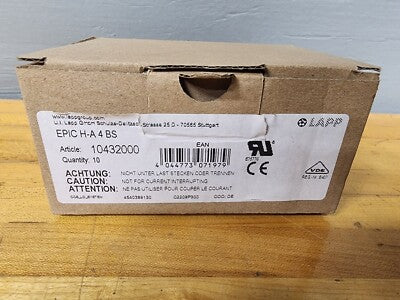 www.lappgroup.com
U.I. Lapp GmbH Schulze-Delitzsch-Strasse 25 D - 70565 Stuttgart
LAPP
EPIC H-A 4 BS
Article: 10432000
EAN
Quantity: 10
4 044773 071979
ACHTUNG: NICHT UNTER LAST STECKEN ODER TRENNEN
CAUTION: NOT FOR CURRENT INTERRUPTING
ATTENTION: NE PAS UTILISER POUR COUPER LE COURANT
VDE
COO: DE